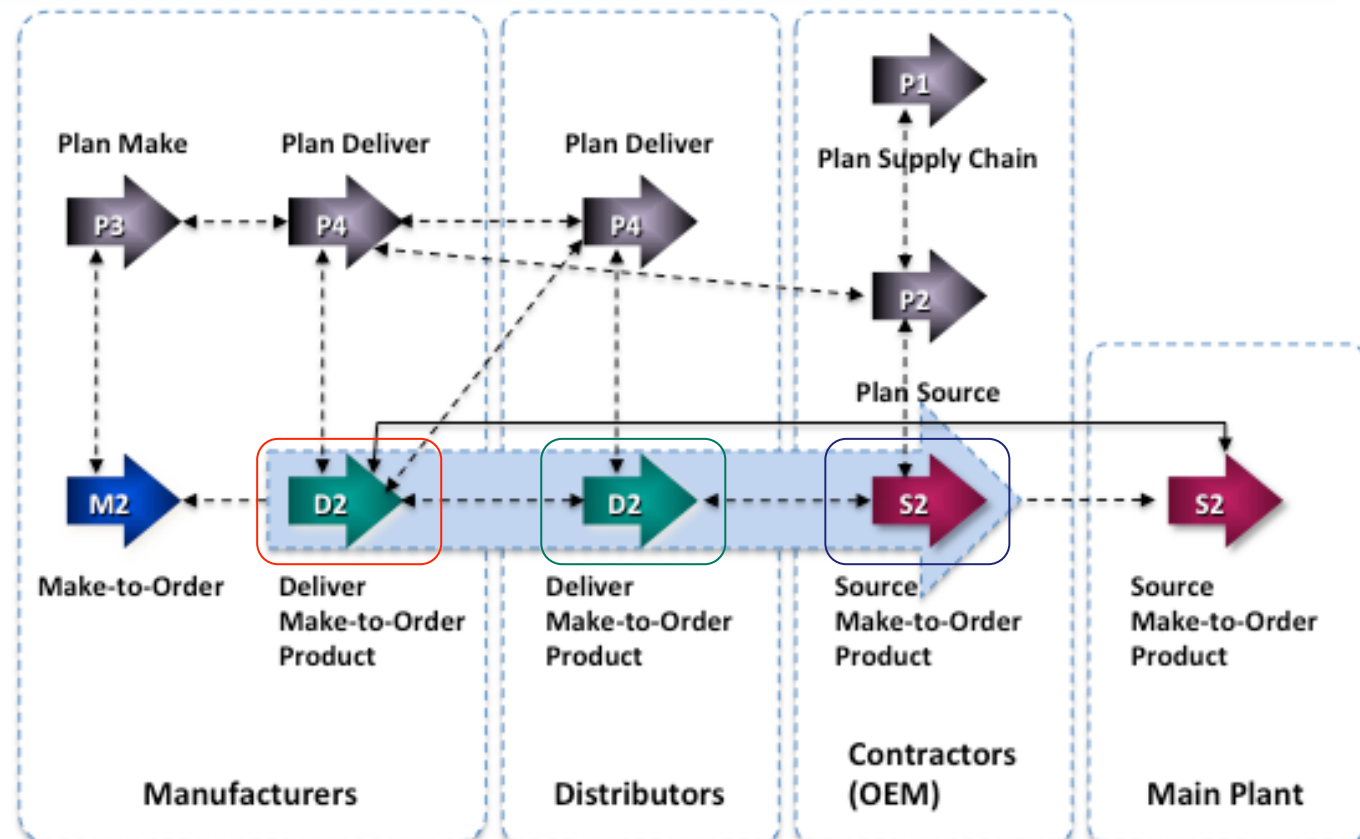 P1
Plan Make
Plan Deliver
Plan Deliver
Plan Supply Chain
P3
P4
P4
P2
Plan Source
M2
D2
D2
S2
S2
Make-to-Order
Deliver
Make-to-Order
Product
Deliver
Make-to-Order
Product
Source
Make-to-Order
Product
Source
Make-to-Order
Product
Manufacturers
Distributors
Contractors
(OEM)
Main Plant